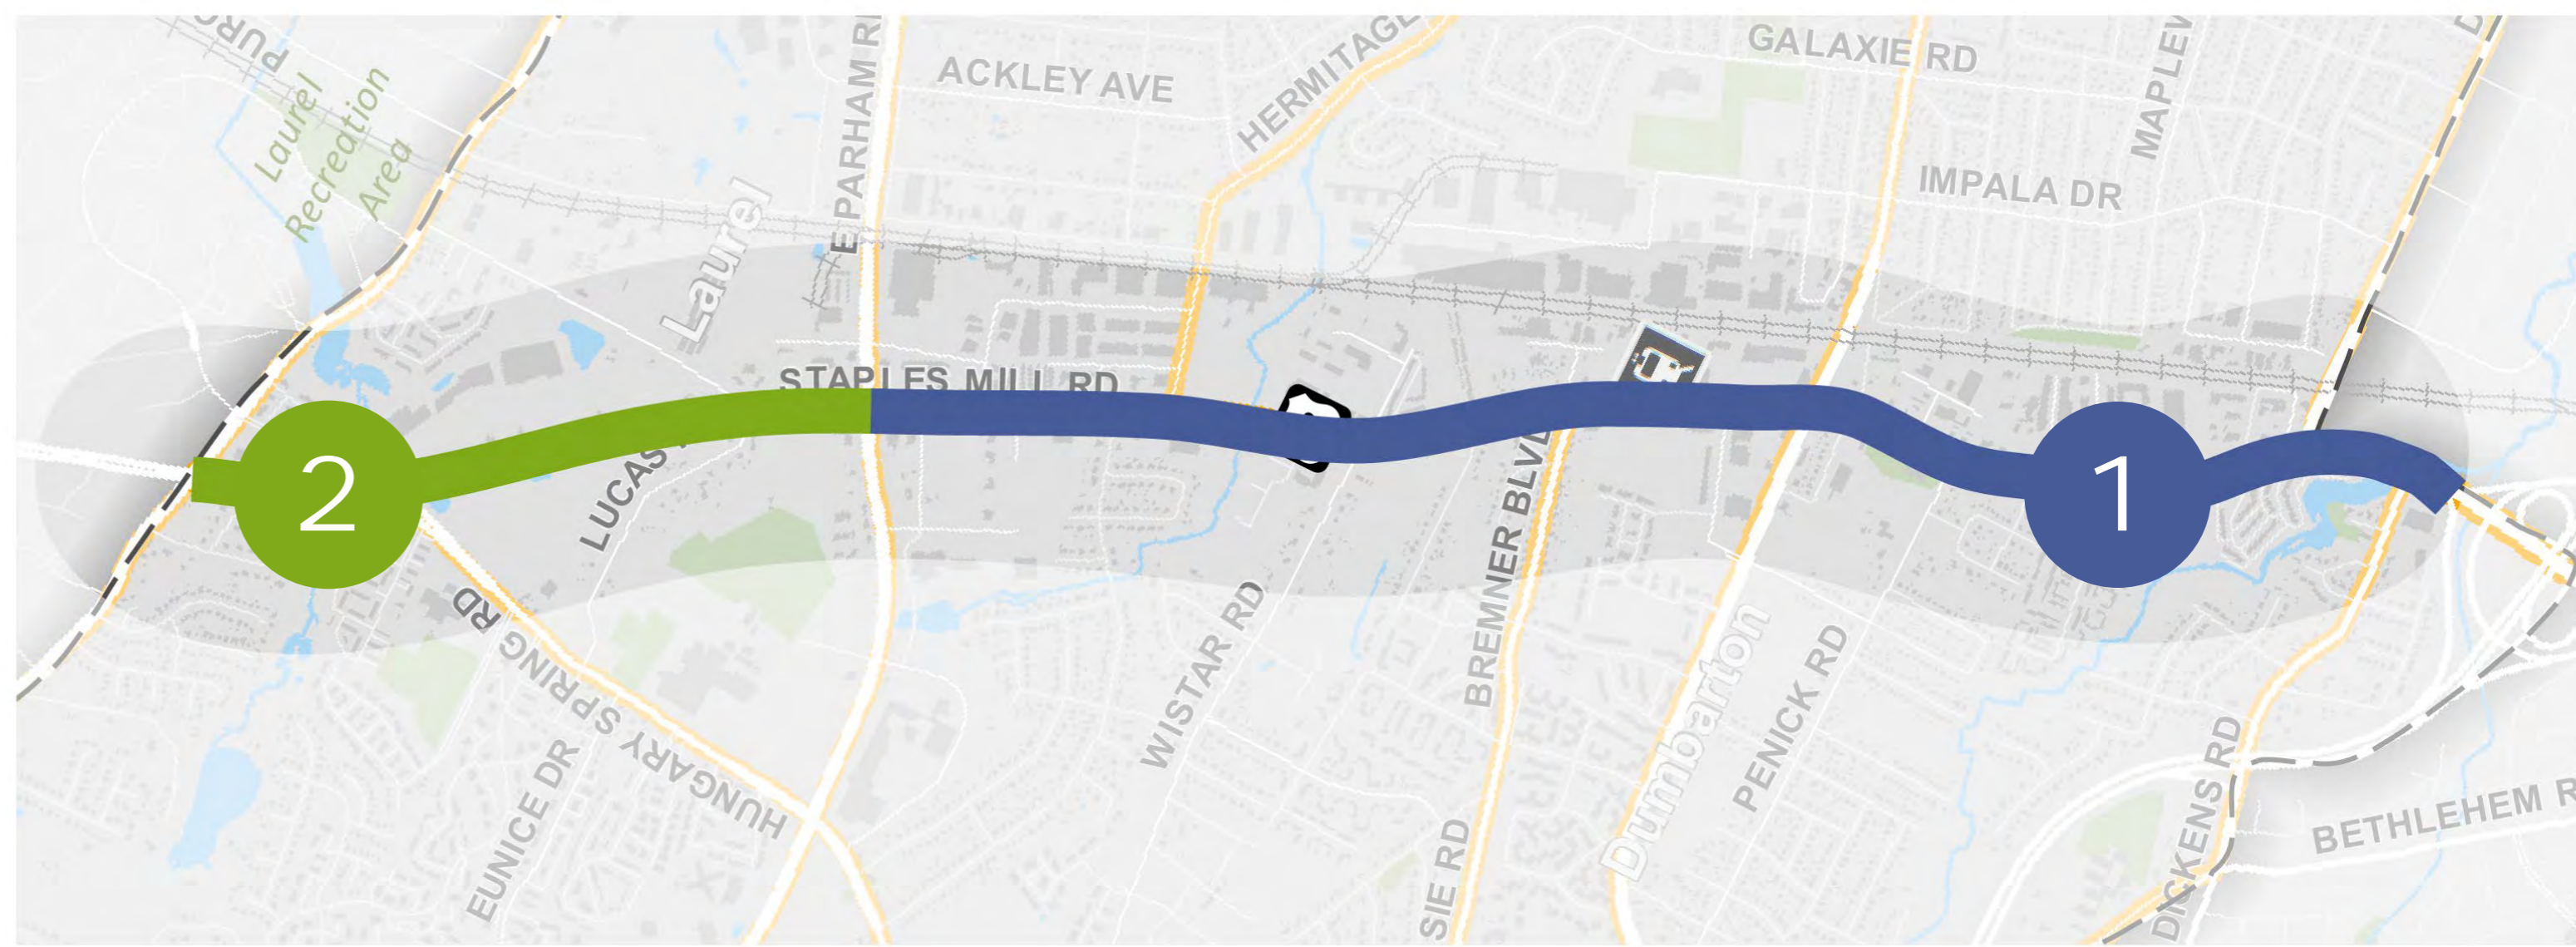 GALAXIE RD
ACKLEY AVE
HERMITAGE
E PARHAM R
MAPLEW
Laurel
Recreation
Area
IMPALA DR
Laurel
STAPLES MILL RD
2
1
LUCAS
BREMNER BLVD
HUNGARY SPRING RD
WISTAR RD
Dumbarton
PENICK RD
EUNICE DR
DICKENS RD
BETHLEHEM R
SIE RD